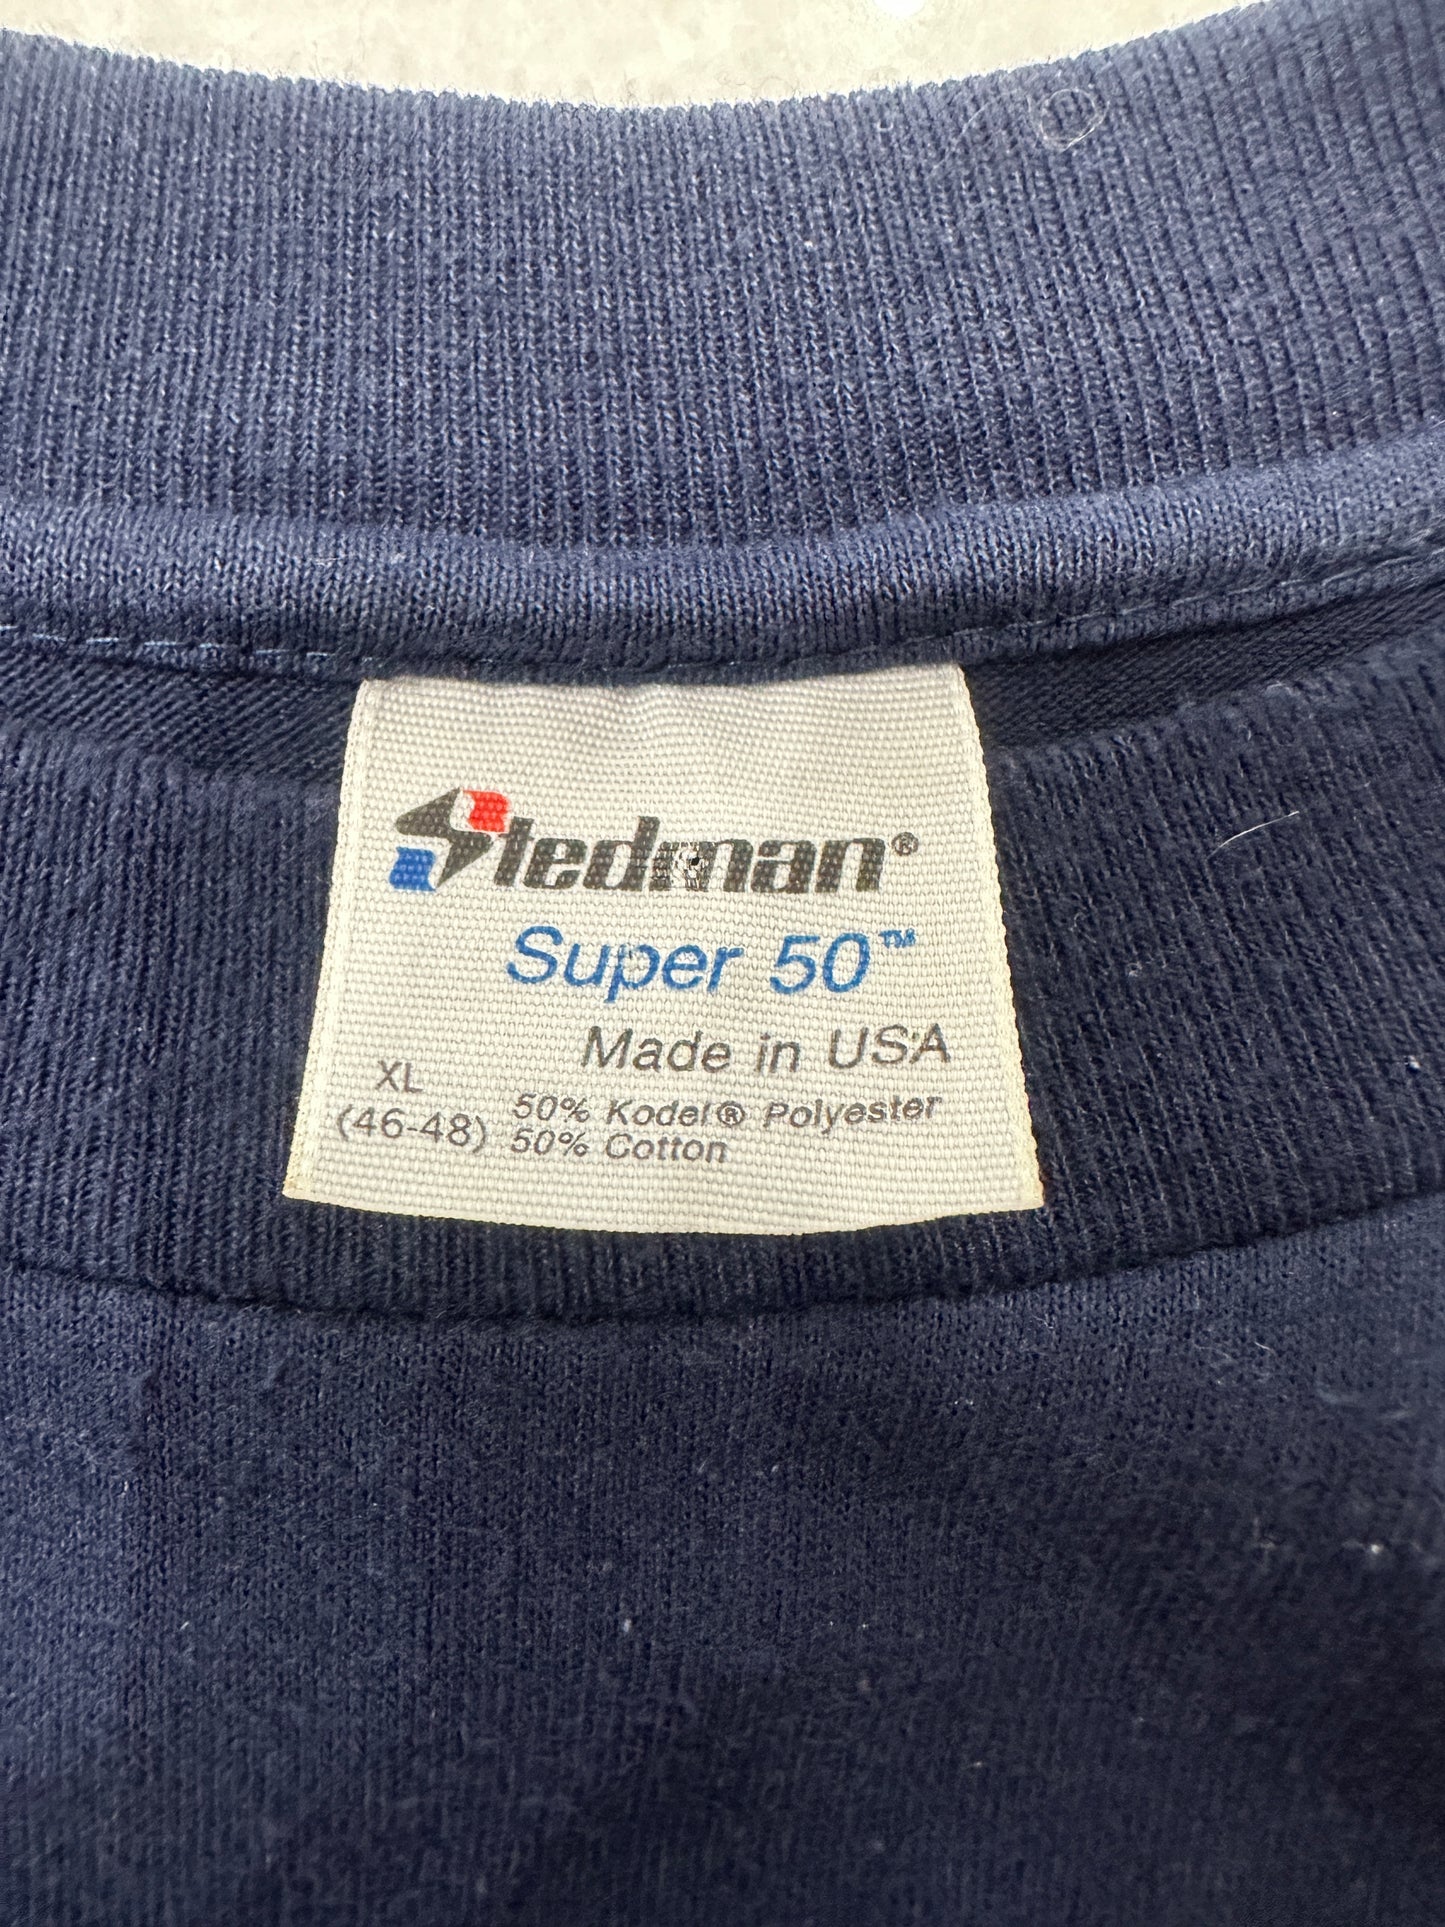 Stedman®
Super 50™
Made in USA
XL
(46-48)
50% Kodel® Polyester
50% Cotton